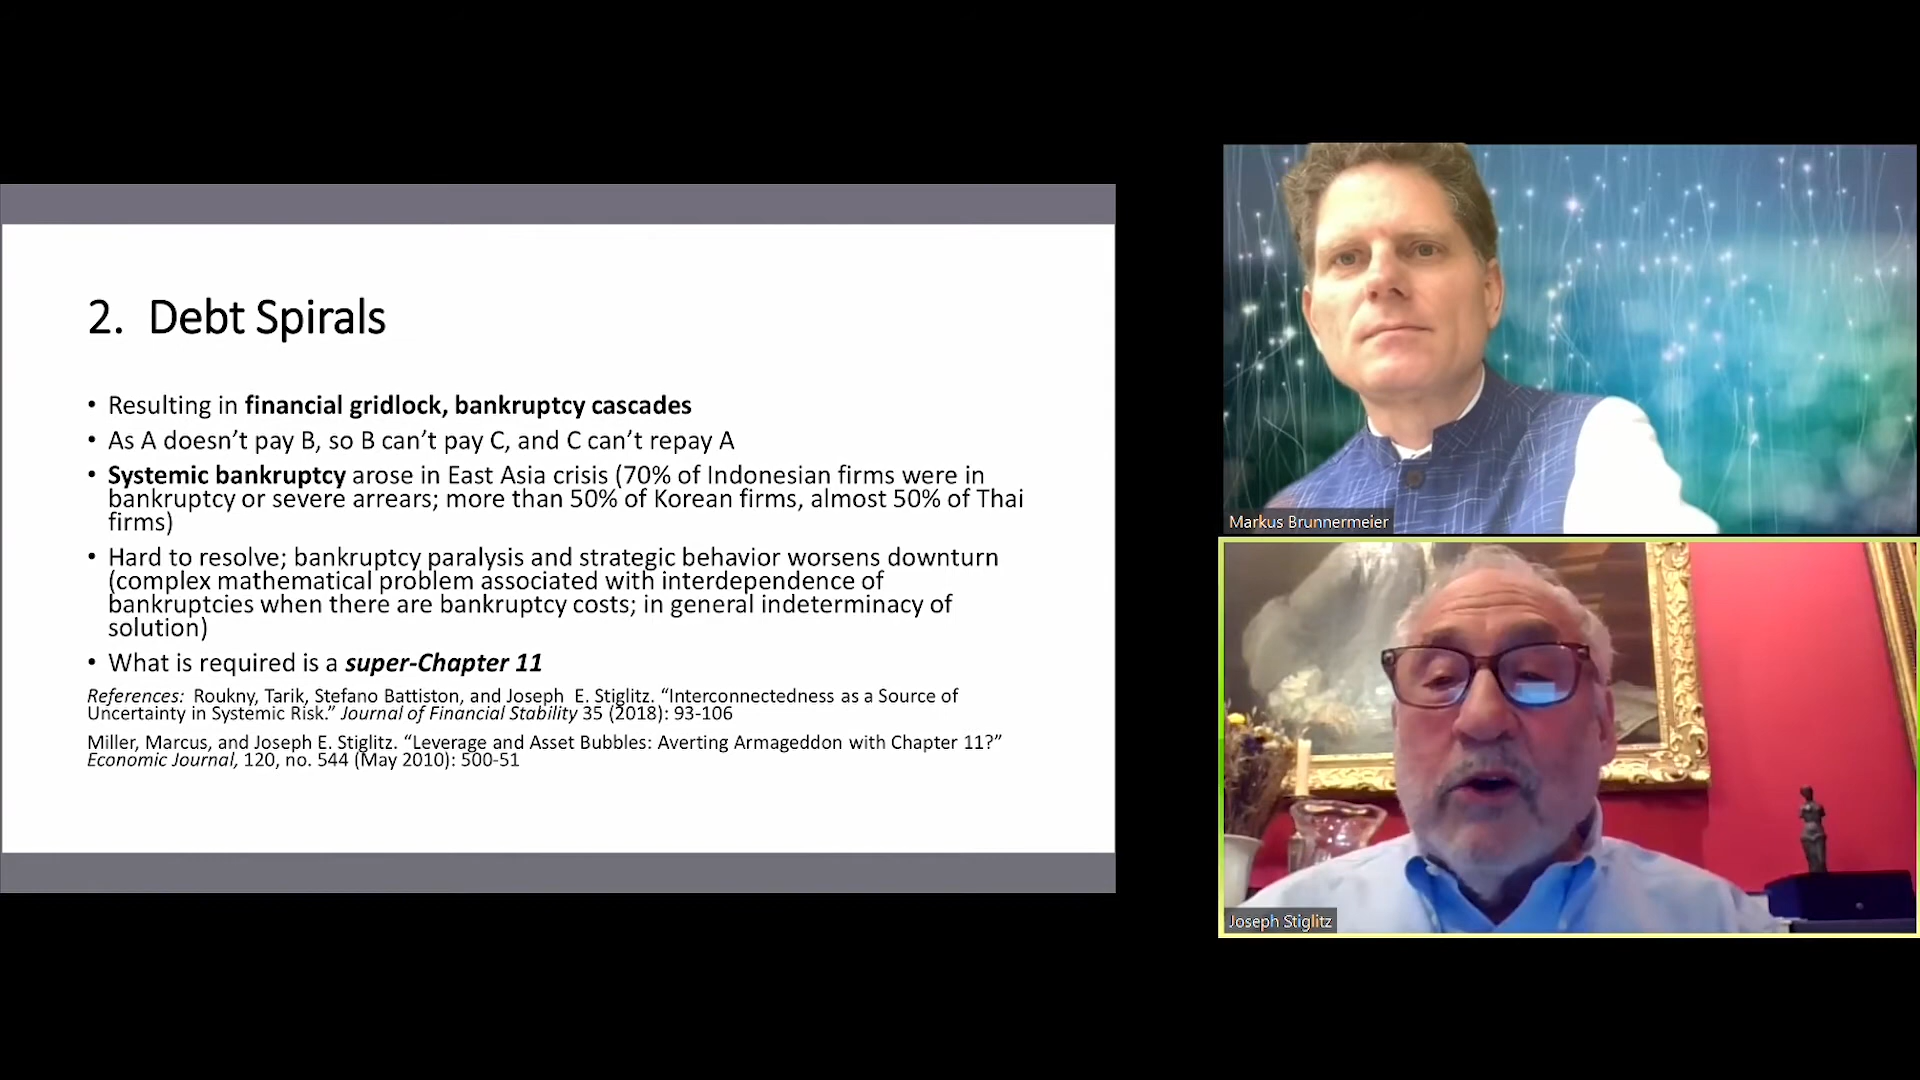 2. Debt Spirals
• Resulting in financial gridlock, bankruptcy cascades
• As A doesn’t pay B, so B can’t pay C, and C can’t repay A
• Systemic bankruptcy arose in East Asia crisis (70% of Indonesian firms were in
bankruptcy or severe arrears; more than 50% of Korean firms, almost 50% of Thai
firms)
• Hard to resolve; bankruptcy paralysis and strategic behavior worsens downturn
(complex mathematical problem associated with interdependence of
bankruptcies when there are bankruptcy costs; in general indeterminacy of
solution)
• What is required is a super-Chapter 11
References: Roukny, Tarik, Stefano Battiston, and Joseph E. Stiglitz. “Interconnectedness as a Source of
Uncertainty in Systemic Risk.” Journal of Financial Stability 35 (2018): 93-106
Miller, Marcus, and Joseph E. Stiglitz. “Leverage and Asset Bubbles: Averting Armageddon with Chapter 11?”
Economic Journal, 120, no. 544 (May 2010): 500-51
Markus Brunnermeier
Joseph Stiglitz